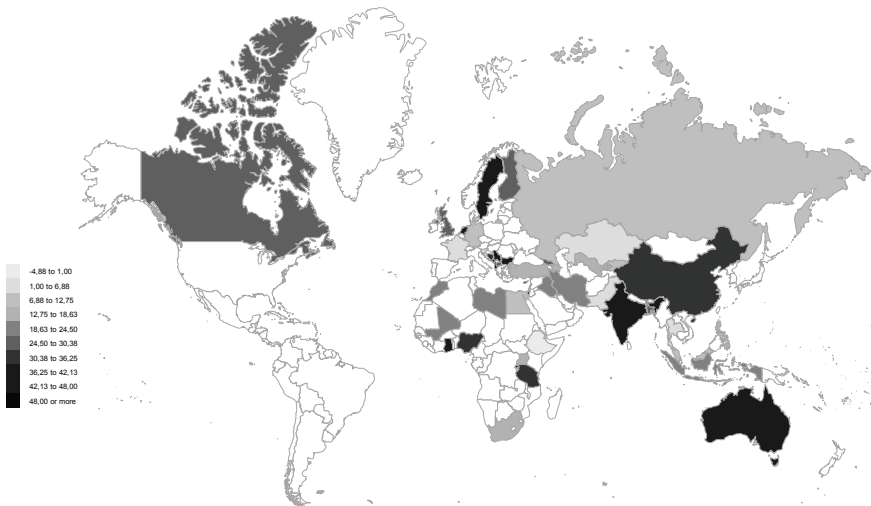 -4,88 to 1,00
1,00 to 6,88
6,88 to 12,75
12,75 to 18,63
18,63 to 24,50
24,50 to 30,38
30,38 to 36,25
36,25 to 42,13
42,13 to 48,00
48,00 or more